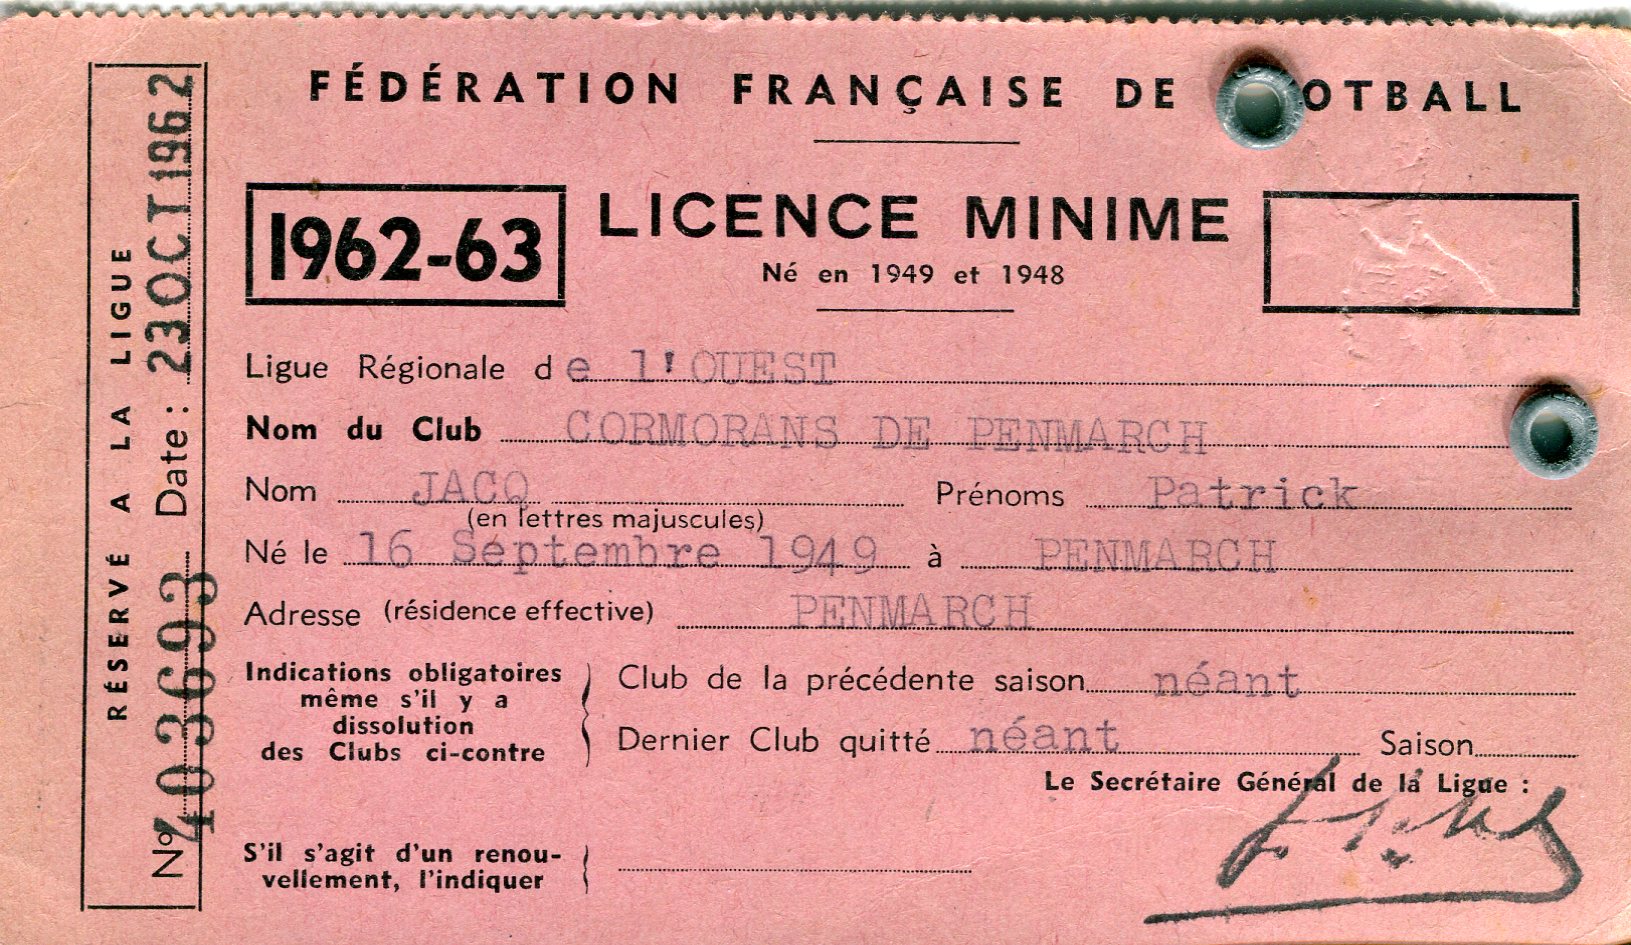 FÉDÉRATION FRANÇAISE DE OTBALL
1962-63
LICENCE MINIME
Né en 1949 et 1948
Ligue Régionale de l'OUEST
Nom du Club CORMORANS DE PENMARCH
Nom JACQ Prénoms Patrick
(en lettres majuscules)
Né le 16 Septembre 1949 à PENMARCH
Adresse (résidence effective) PENMARCH
Indications obligatoires
même s'il y a
dissolution
des Clubs ci-contre
Club de la précédente saison néant
Dernier Club quitté néant Saison
Le Secrétaire Général de la Ligue :
S'il s'agit d'un renou-
vellement, l'indiquer
RÉSERVÉ A LA LIGUE
N° 403693 Date : 23 OCT 1962